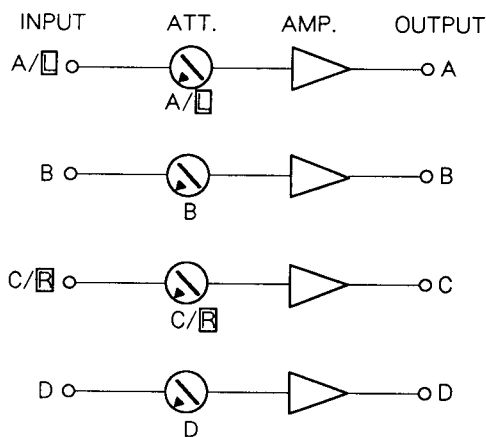 INPUT ATT. AMP. OUTPUT
A/L A
A/L
B B
B
C/R C
C/R
D D
D